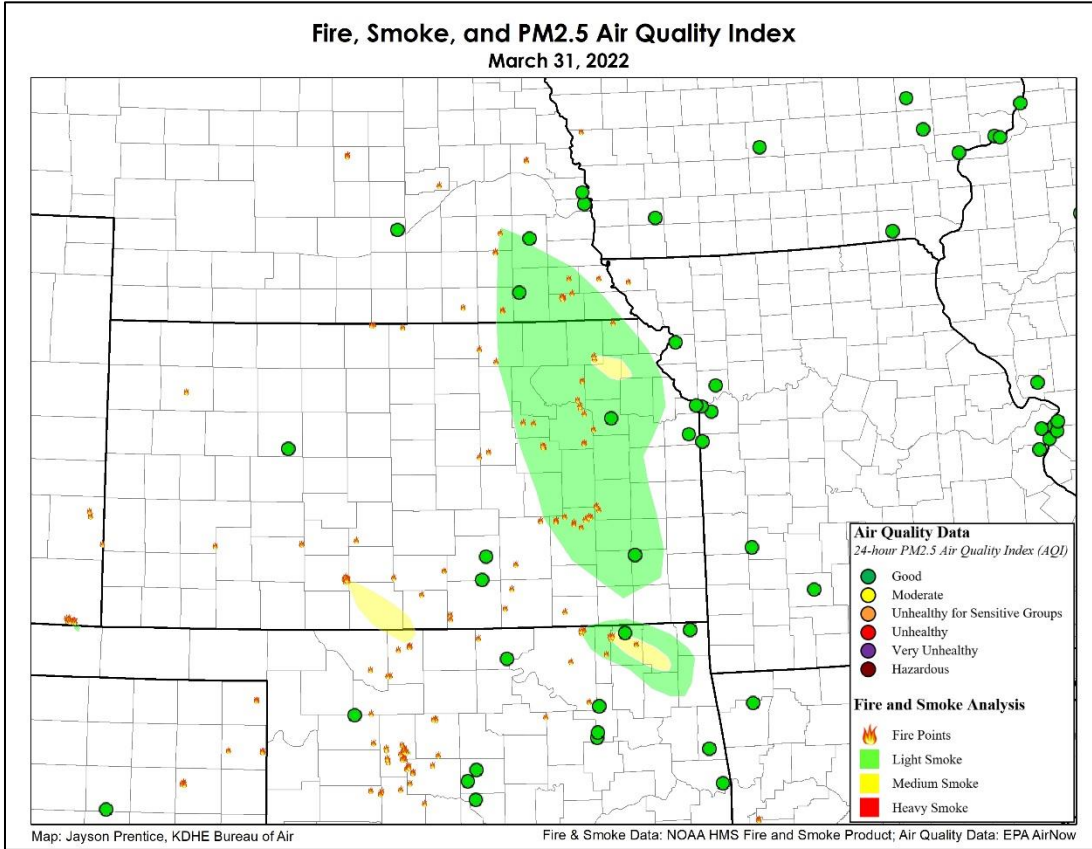 Fire, Smoke, and PM2.5 Air Quality Index
March 31, 2022
Air Quality Data
24-hour PM2.5 Air Quality Index (AQI)
Good
Moderate
Unhealthy for Sensitive Groups
Unhealthy
Very Unhealthy
Hazardous
Fire and Smoke Analysis
Fire Points
Light Smoke
Medium Smoke
Heavy Smoke
Map: Jayson Prentice, KDHE Bureau of Air
Fire & Smoke Data: NOAA HMS Fire and Smoke Product; Air Quality Data: EPA AirNow